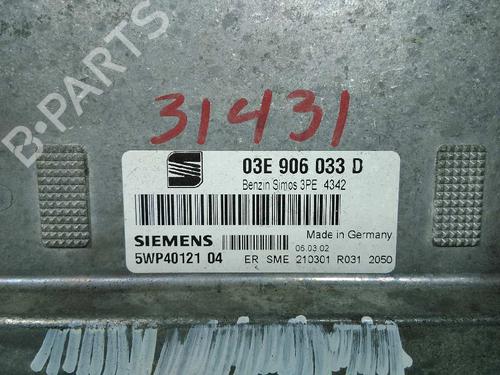 B-PARTS
31431
03E 906 033 D
Benzin Simos 3PE 4342
SIEMENS
Made in Germany
06.03.02
5WP40121 04
ER SME 210301 R031 2050